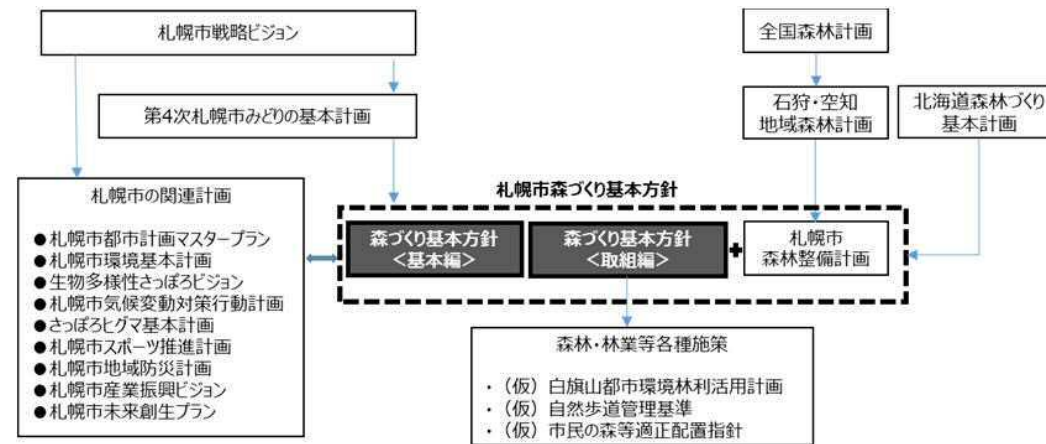 札幌市戦略ビジョン
全国森林計画
第4次札幌市みどりの基本計画
石狩・空知
地域森林計画
北海道森林づくり
基本計画
札幌市の関連計画
●札幌市都市計画マスタープラン
●札幌市環境基本計画
●生物多様性さっぽろビジョン
●札幌市気候変動対策行動計画
●さっぽろヒグマ基本計画
●札幌市スポーツ推進計画
●札幌市地域防災計画
●札幌市産業振興ビジョン
●札幌市未来創生プラン
札幌市森づくり基本方針
森づくり基本方針
<基本編>
森づくり基本方針
<取組編>
+
札幌市
森林整備計画
森林・林業等各種施策
・(仮)白旗山都市環境林利活用計画
・(仮)自然歩道管理基準
・(仮)市民の森等適正配置指針